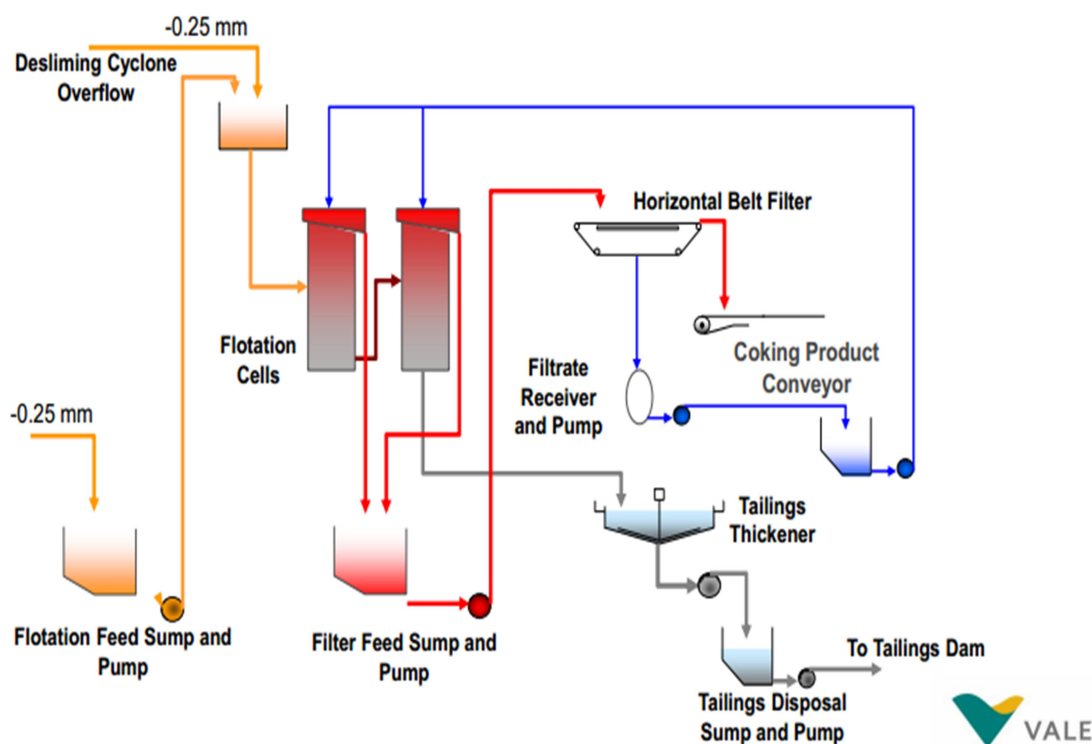 -0.25 mm
Desliming Cyclone
Overflow
Horizontal Belt Filter
Flotation
Cells
Filtrate
Receiver
and Pump
Coking Product
Conveyor
-0.25 mm
Tailings
Thickener
Flotation Feed Sump and
Pump
Filter Feed Sump and
Pump
To Tailings Dam
Tailings Disposal
Sump and Pump
VALE